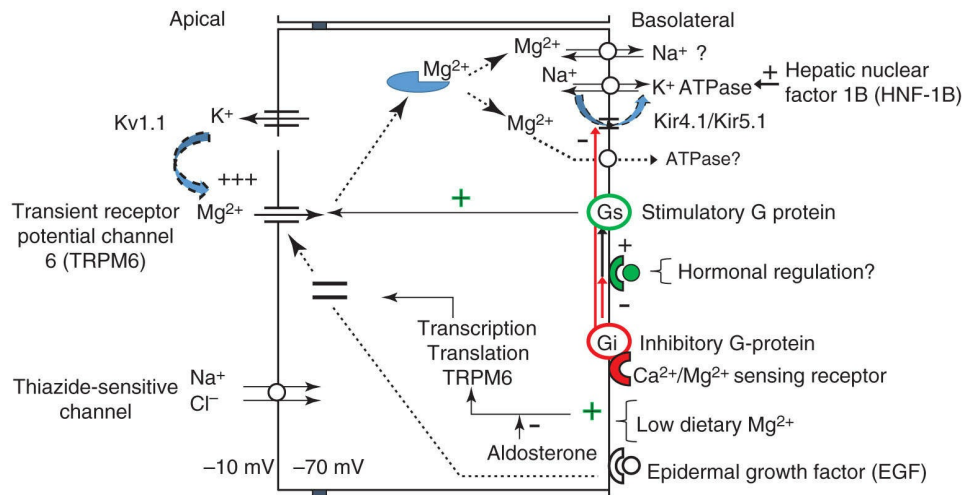 Apical
Basolateral
Mg²⁺
Na⁺ ?
Mg²⁺
Na⁺
K⁺ ATPase
+
Hepatic nuclear
factor 1B (HNF-1B)
Kv1.1
K⁺
Mg²⁺
Kir4.1/Kir5.1
–
ATPase?
+++
Mg²⁺
Transient receptor
potential channel
6 (TRPM6)
+
Gs
Stimulatory G protein
+
Hormonal regulation?
–
Gi
Inhibitory G-protein
Transcription
Translation
TRPM6
Ca²⁺/Mg²⁺ sensing receptor
Thiazide-sensitive
channel
Na⁺
Cl⁻
+
Low dietary Mg²⁺
–
Aldosterone
–10 mV
–70 mV
Epidermal growth factor (EGF)